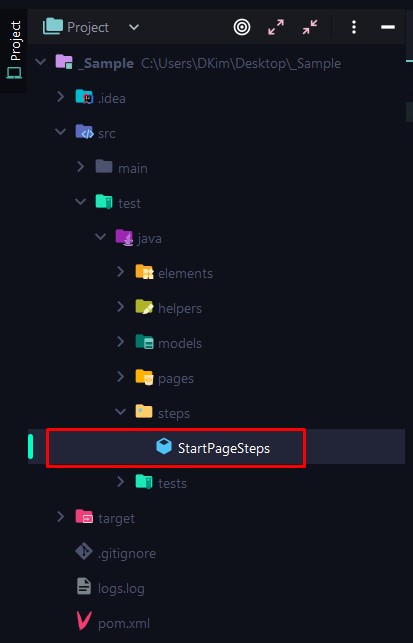 Project
Project
_Sample C:\Users\DKim\Desktop\_Sample
.idea
src
main
test
java
elements
helpers
models
pages
steps
StartPageSteps
tests
target
.gitignore
logs.log
pom.xml